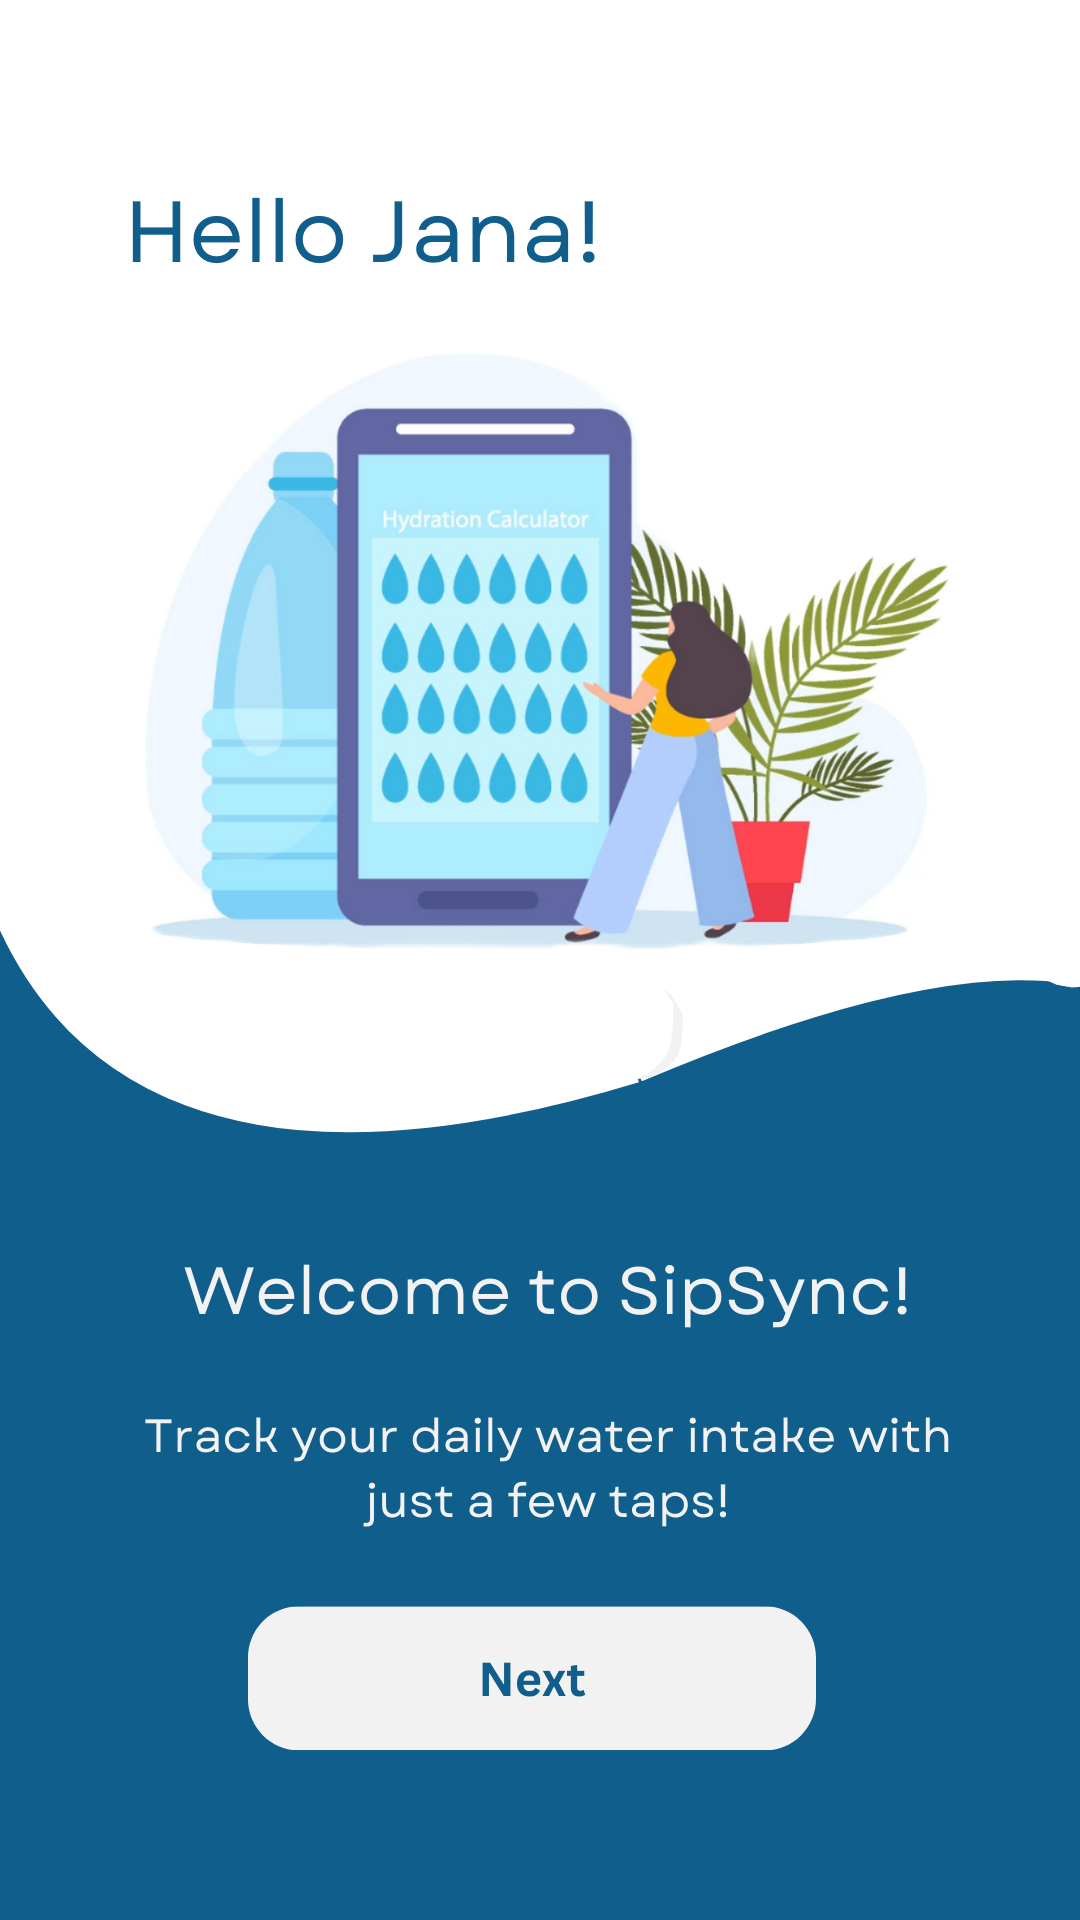 Hello Jana!
Hydration Calculator
Welcome to SipSync!
Track your daily water intake with
just a few taps!
Next